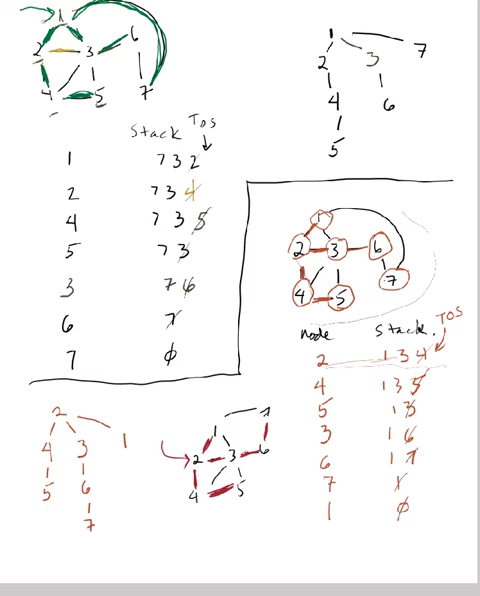 1
2 3 6
4 5 7
Stack TOS
1 7 3 2
2 7 3 4
4 7 3 5
5 7 3
3 7 6
6 7
7 φ
1 7
2 3
4 6
5
1
2 3 6
4 5 7
node Stack. TOS
2 1 3 4
4 1 3 5
5 1 3
3 1 6
6 1 7
7 1
1 φ
2
4 3 1
5 6
7
1 7
2 3 6
4 5